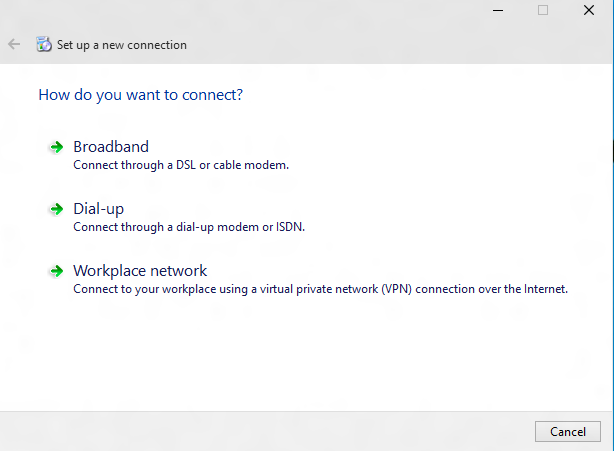 Set up a new connection
How do you want to connect?
Broadband
Connect through a DSL or cable modem.
Dial-up
Connect through a dial-up modem or ISDN.
Workplace network
Connect to your workplace using a virtual private network (VPN) connection over the Internet.
Cancel